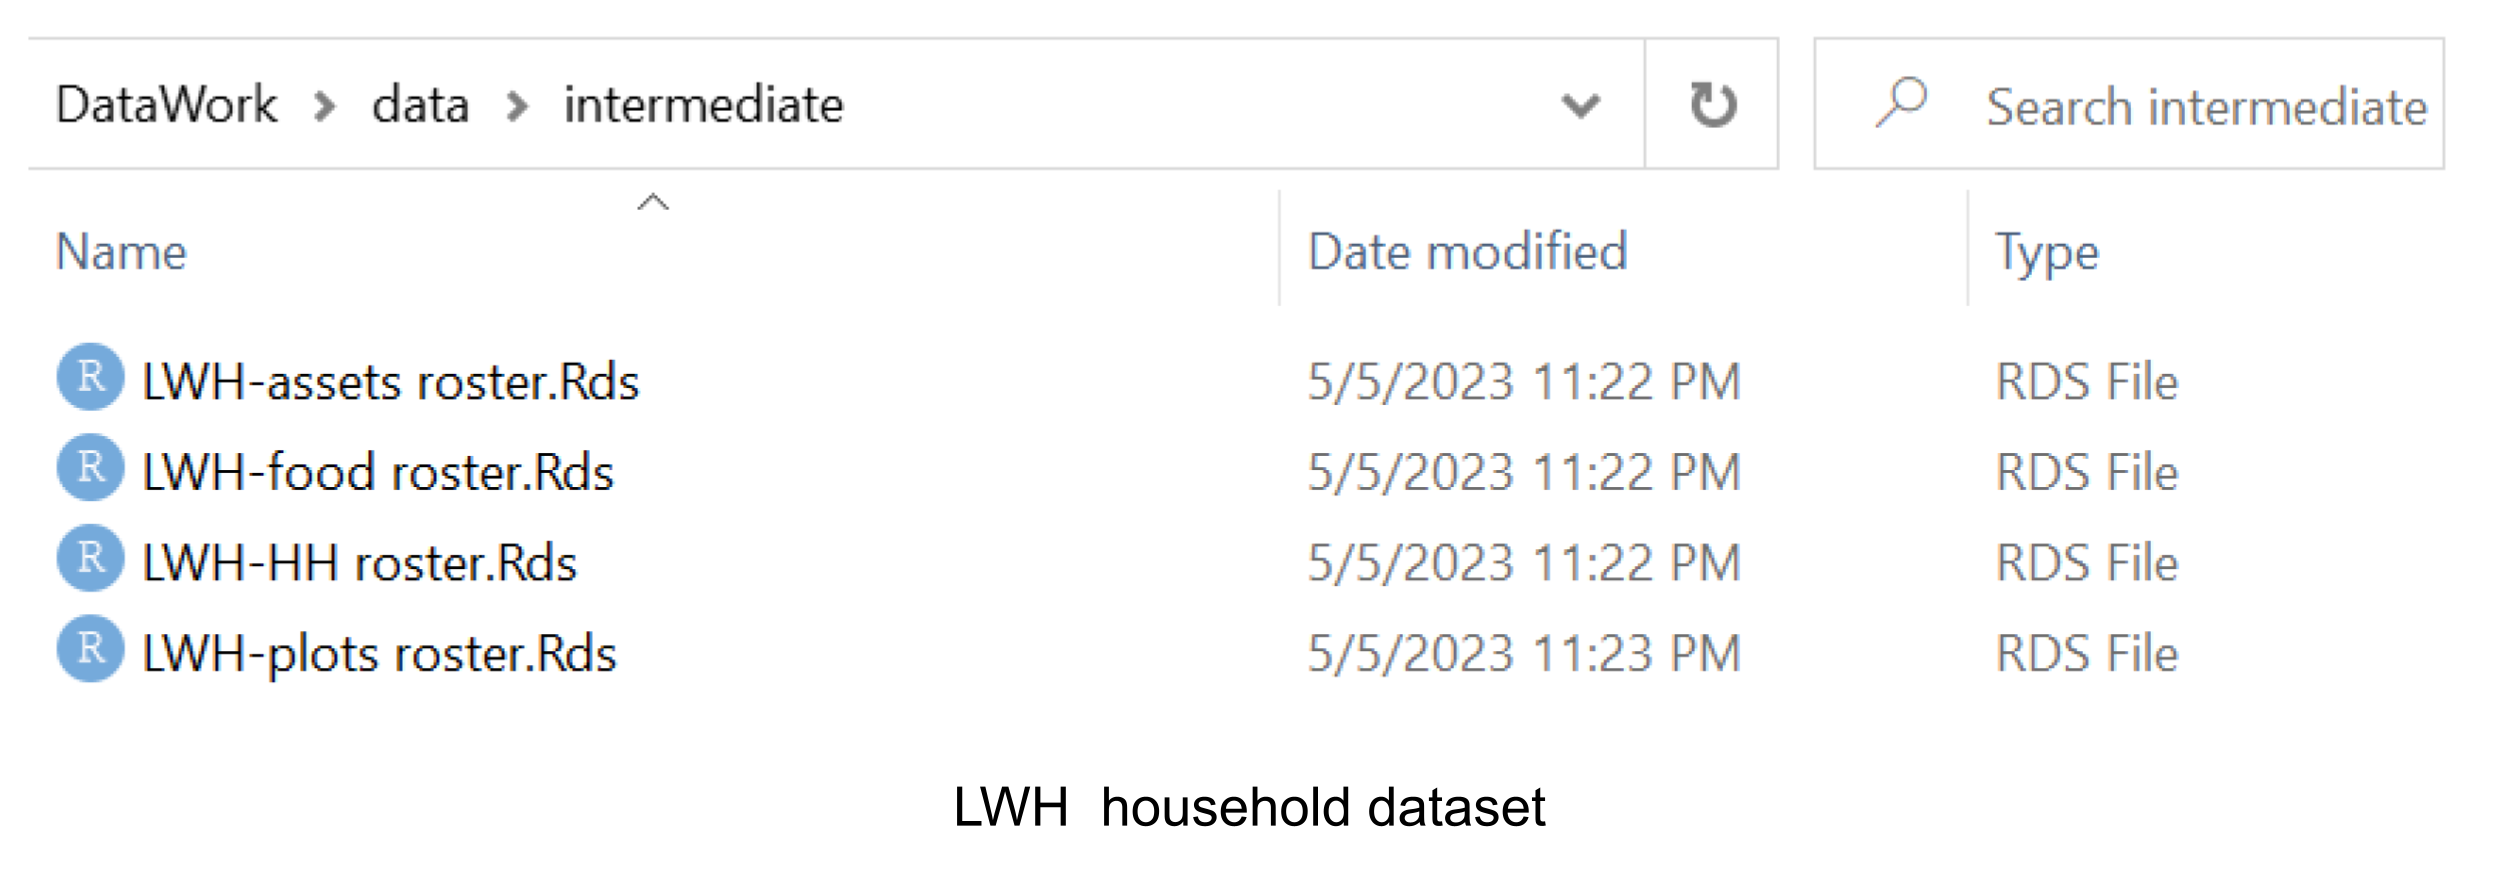 DataWork > data > intermediate Search intermediate
Name Date modified Type
R LWH-assets roster.Rds 5/5/2023 11:22 PM RDS File
R LWH-food roster.Rds 5/5/2023 11:22 PM RDS File
R LWH-HH roster.Rds 5/5/2023 11:22 PM RDS File
R LWH-plots roster.Rds 5/5/2023 11:23 PM RDS File
LWH household dataset